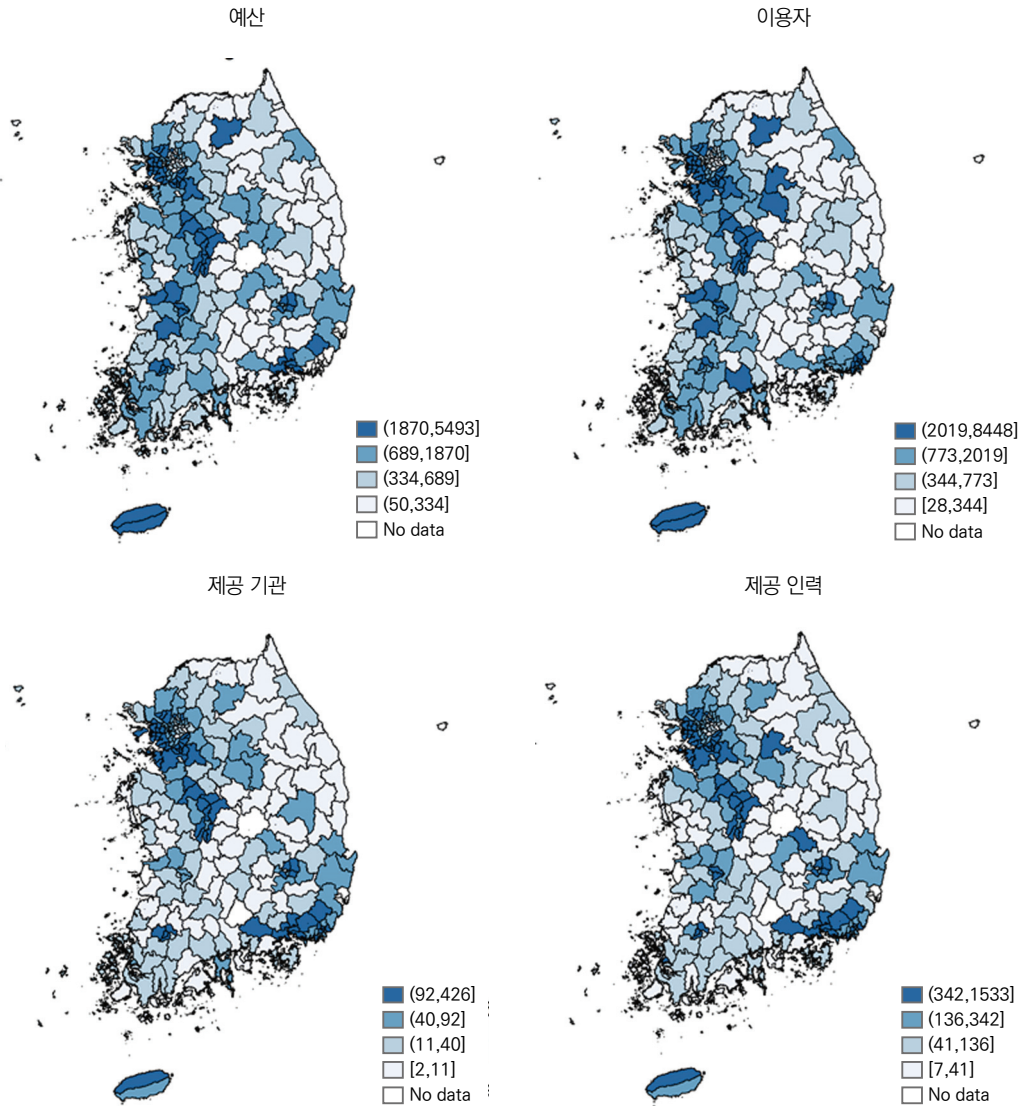 예산
이용자
(1870,5493]
(689,1870]
(334,689]
(50,334]
No data
(2019,8448]
(773,2019]
(344,773]
[28,344]
No data
제공 기관
제공 인력
(92,426]
(40,92]
(11,40]
[2,11]
No data
(342,1533]
(136,342]
(41,136]
[7,41]
No data